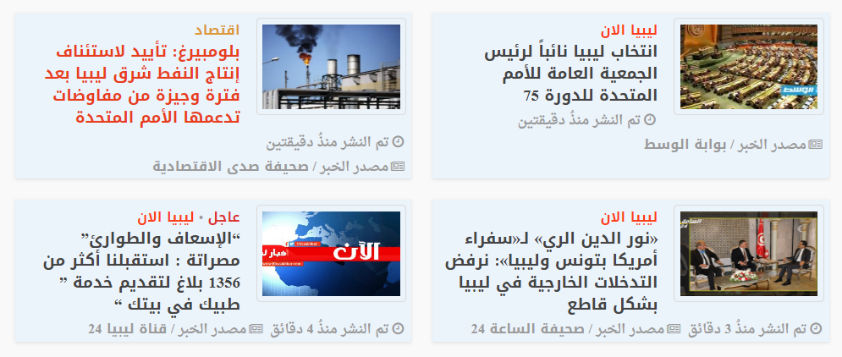 ليبيا الان
انتخاب ليبيا نائباً لرئيس
الجمعية العامة للأمم
المتحدة للدورة 75
تم النشر منذُ دقيقتين
مصدر الخبر / بوابة الوسط
اقتصاد
بلومبيرغ: تأييد لاستئناف
إنتاج النفط شرق ليبيا بعد
فترة وجيزة من مفاوضات
تدعمها الأمم المتحدة
تم النشر منذُ دقيقتين
مصدر الخبر / صحيفة صدى الاقتصادية
ليبيا الان
«نور الدين الري» لـ«سفراء
أمريكا بتونس وليبيا»: نرفض
التدخلات الخارجية في ليبيا
بشكل قاطع
تم النشر منذُ 3 دقائق مصدر الخبر / صحيفة الساعة 24
عاجل • ليبيا الان
“الإسعاف والطوارئ”
مصراتة : استقبلنا أكثر من
1356 بلاغ لتقديم خدمة ”
طبيك في بيتك “
تم النشر منذُ 4 دقائق مصدر الخبر / قناة ليبيا 24
الوسط
الآن